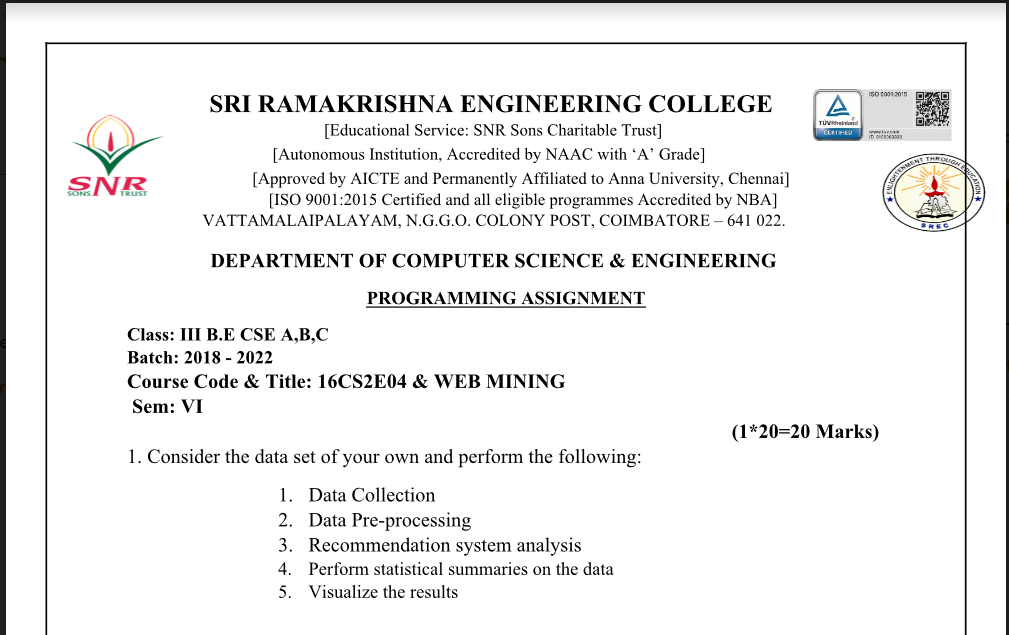 SRI RAMAKRISHNA ENGINEERING COLLEGE
[Educational Service: SNR Sons Charitable Trust]
[Autonomous Institution, Accredited by NAAC with ‘A’ Grade]
[Approved by AICTE and Permanently Affiliated to Anna University, Chennai]
[ISO 9001:2015 Certified and all eligible programmes Accredited by NBA]
VATTAMALAIPALAYAM, N.G.G.O. COLONY POST, COIMBATORE – 641 022.
SNR
SONS TRUST
ISO 9001:2015
TÜVRheinland
CERTIFIED
www.tuv.com
ENLIGHTENMENT THROUGH EDUCATION
SREC
DEPARTMENT OF COMPUTER SCIENCE & ENGINEERING
PROGRAMMING ASSIGNMENT
Class: III B.E CSE A,B,C
Batch: 2018 - 2022
Course Code & Title: 16CS2E04 & WEB MINING
Sem: VI
(1*20=20 Marks)
1. Consider the data set of your own and perform the following:
1. Data Collection
2. Data Pre-processing
3. Recommendation system analysis
4. Perform statistical summaries on the data
5. Visualize the results